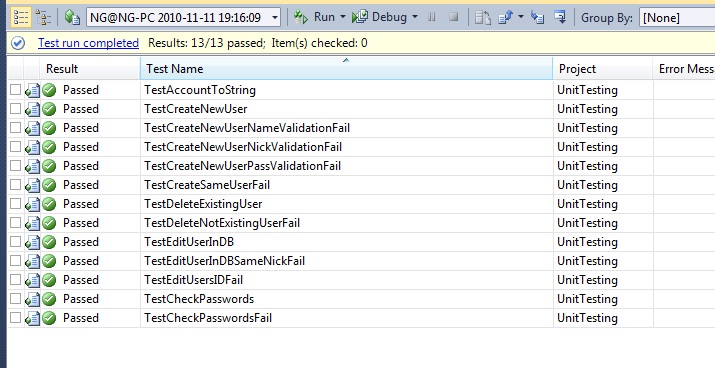 NG@NG-PC 2010-11-11 19:16:09 Run Debug Group By: [None]
Test run completed Results: 13/13 passed; Item(s) checked: 0
Result Test Name Project Error Mess
Passed TestAccountToString UnitTesting
Passed TestCreateNewUser UnitTesting
Passed TestCreateNewUserNameValidationFail UnitTesting
Passed TestCreateNewUserNickValidationFail UnitTesting
Passed TestCreateNewUserPassValidationFail UnitTesting
Passed TestCreateSameUserFail UnitTesting
Passed TestDeleteExistingUser UnitTesting
Passed TestDeleteNotExistingUserFail UnitTesting
Passed TestEditUserInDB UnitTesting
Passed TestEditUserInDBSameNickFail UnitTesting
Passed TestEditUsersIDFail UnitTesting
Passed TestCheckPasswords UnitTesting
Passed TestCheckPasswordsFail UnitTesting